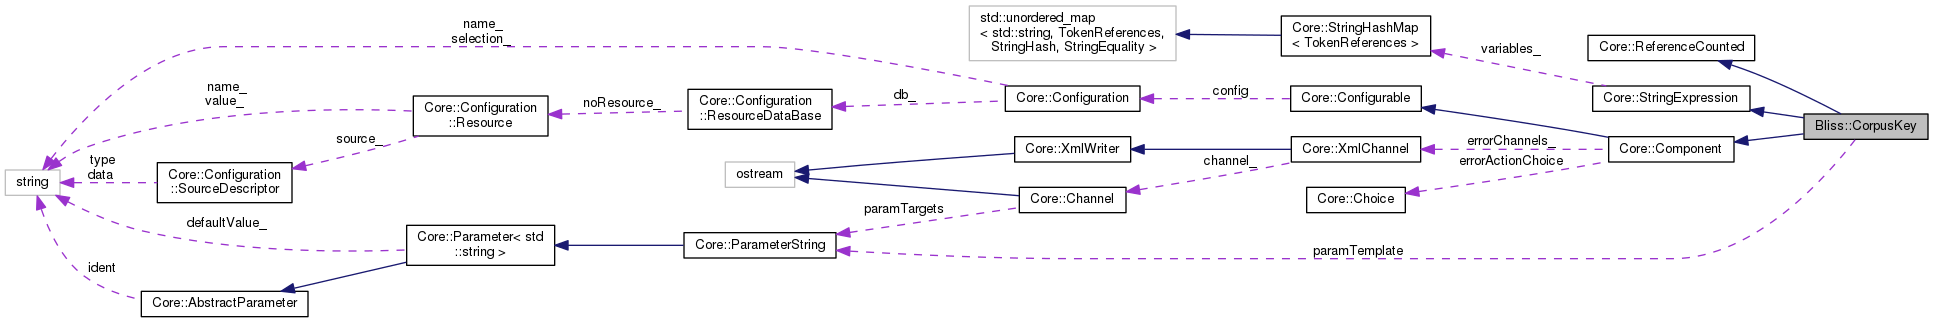 name_
selection_
std::unordered_map
< std::string, TokenReferences,
StringHash, StringEquality >
Core::StringHashMap
< TokenReferences >
variables_
Core::ReferenceCounted
name_
value_
Core::Configuration
::Resource
noResource_
Core::Configuration
::ResourceDataBase
db_
Core::Configuration
config
Core::Configurable
Core::StringExpression
Bliss::CorpusKey
source_
type
data
string
Core::Configuration
::SourceDescriptor
ostream
Core::XmlWriter
Core::XmlChannel
errorChannels_
errorActionChoice
Core::Component
channel_
Core::Channel
Core::Choice
defaultValue_
Core::Parameter< std
::string >
paramTargets
Core::ParameterString
paramTemplate
ident
Core::AbstractParameter